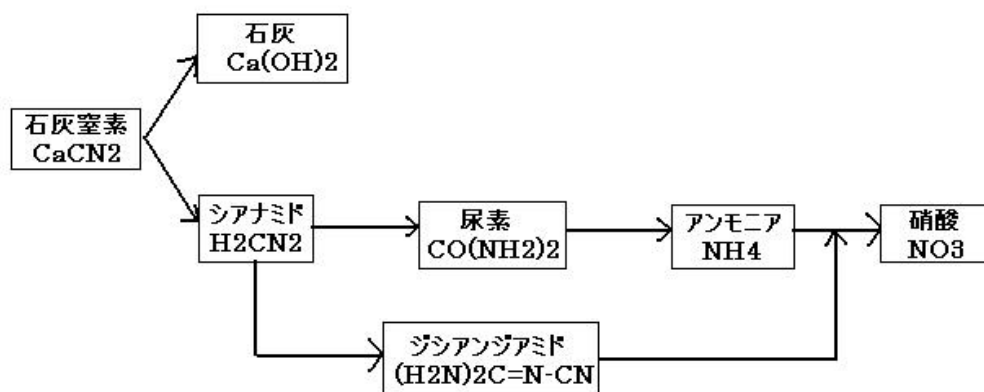 石灰
Ca(OH)2
石灰窒素
CaCN2
シアナミド
H2CN2
尿素
CO(NH2)2
アンモニア
NH4
硝酸
NO3
ジシアンジアミド
(H2N)2C=N-CN